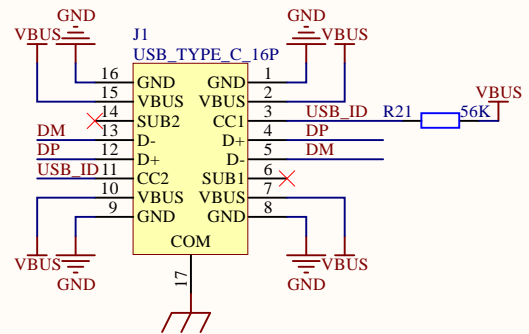 GND
J1
GND
VBUS
VBUS
USB_TYPE_C_16P
16 GND GND 1
15 VBUS VBUS 2
VBUS
14 SUB2 CC1 3 USB_ID R21 56K
DM 13 D- D+ 4 DP
DP 12 D+ D- 5 DM
USB_ID 11 CC2 SUB1 6
10 VBUS VBUS 7
9 GND GND 8
COM
VBUS
VBUS
GND
GND
17